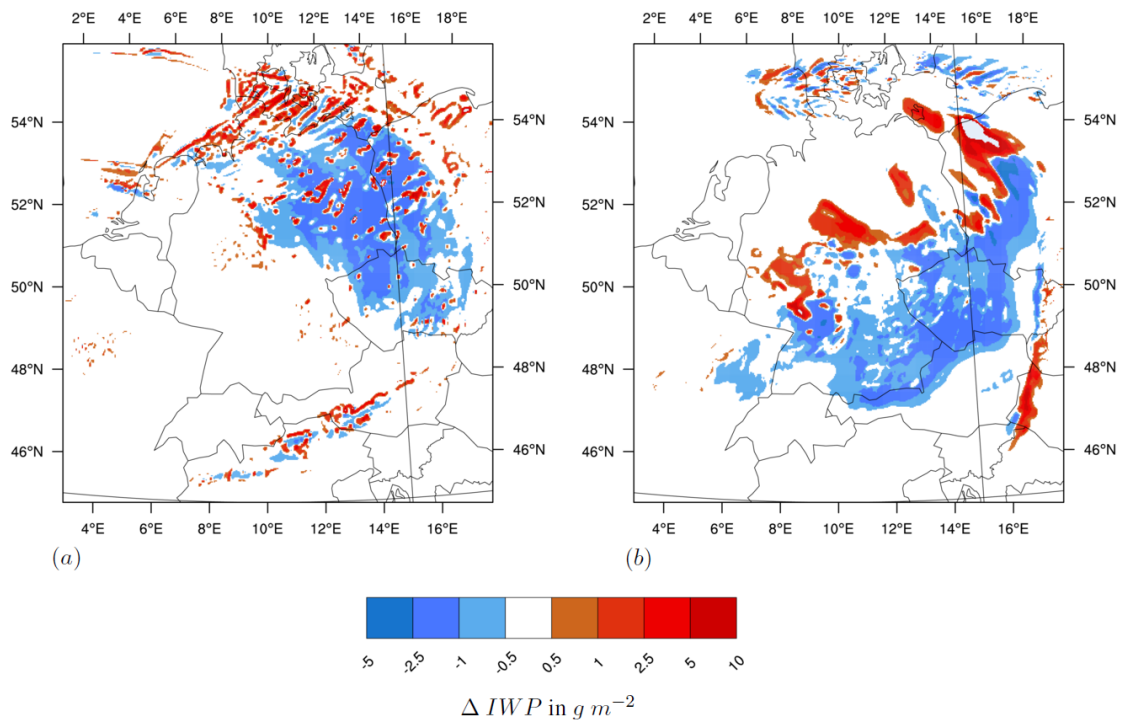 2°E 4°E 6°E 8°E 10°E 12°E 14°E 16°E 2°E 4°E 6°E 8°E 10°E 12°E 14°E 16°E 18°E
54°N 54°N 54°N 54°N
52°N 52°N 52°N 52°N
50°N 50°N 50°N 50°N
48°N 48°N 48°N 48°N
46°N 46°N 46°N 46°N
4°E 6°E 8°E 10°E 12°E 14°E 16°E 4°E 6°E 8°E 10°E 12°E 14°E 16°E
(a) (b)
-5 -2.5 -1 -0.5 0.5 1 2.5 5 10
Δ IWP in g m⁻²